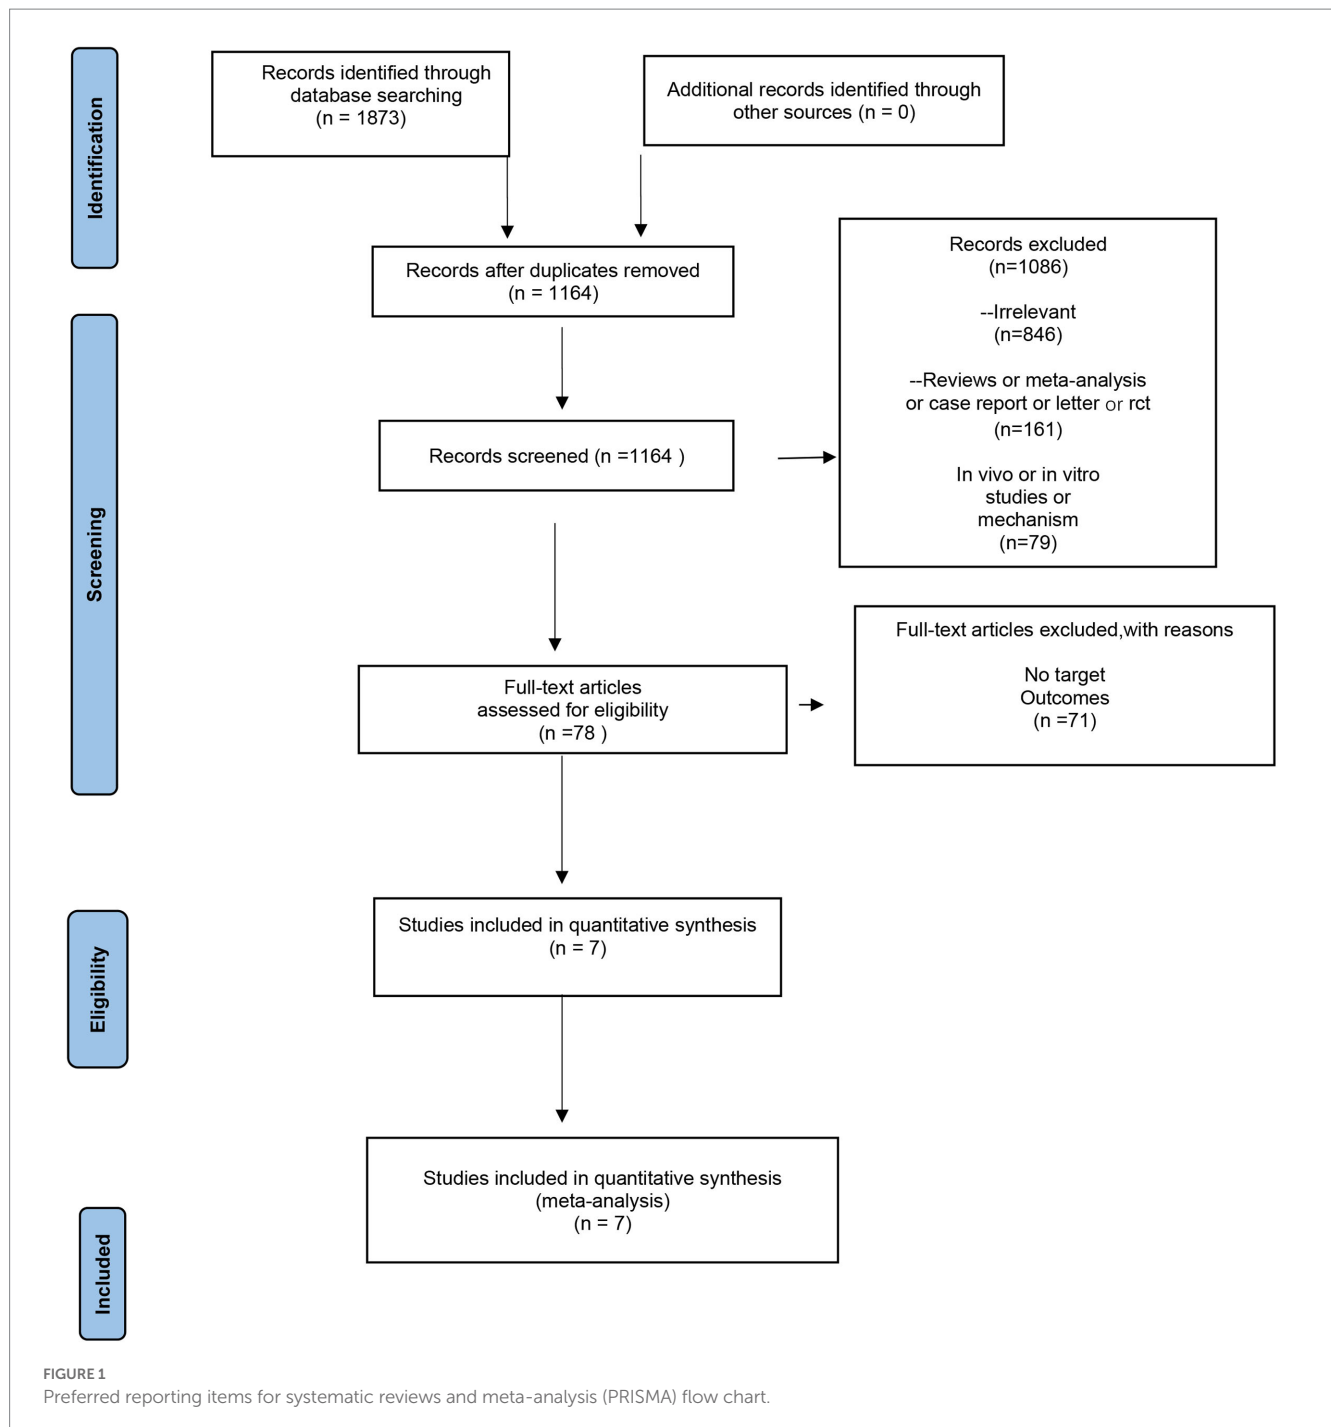 Identification
Records identified through
database searching
(n = 1873)
Additional records identified through
other sources (n = 0)
Records after duplicates removed
(n = 1164)
Records excluded
(n=1086)
--Irrelevant
(n=846)
--Reviews or meta-analysis
or case report or letter or rct
(n=161)
In vivo or in vitro
studies or
mechanism
(n=79)
Screening
Records screened (n =1164 )
Full-text articles
assessed for eligibility
(n =78 )
Full-text articles excluded,with reasons
No target
Outcomes
(n =71)
Eligibility
Studies included in quantitative synthesis
(n = 7)
Included
Studies included in quantitative synthesis
(meta-analysis)
(n = 7)
FIGURE 1
Preferred reporting items for systematic reviews and meta-analysis (PRISMA) flow chart.